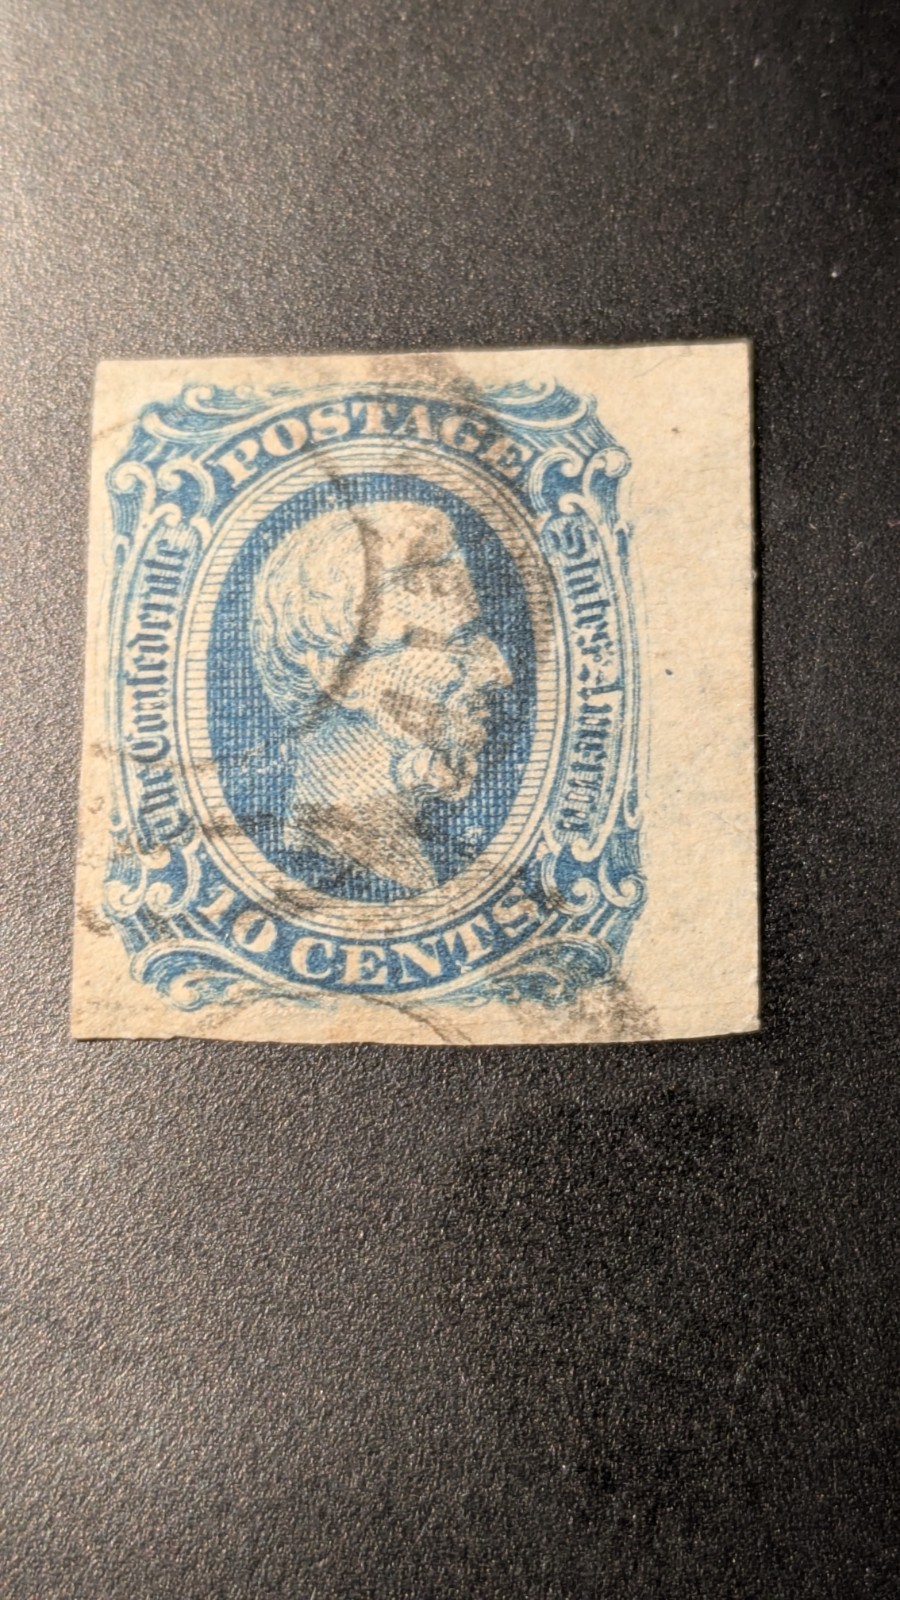 POSTAGE
The Confederate
States of America
10 CENTS